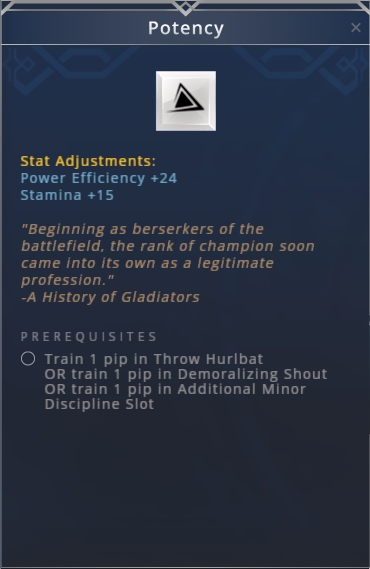 Potency
Stat Adjustments:
Power Efficiency +24
Stamina +15
"Beginning as berserkers of the
battlefield, the rank of champion soon
came into its own as a legitimate
profession."
-A History of Gladiators
PREREQUISITES
Train 1 pip in Throw Hurlbat
OR train 1 pip in Demoralizing Shout
OR train 1 pip in Additional Minor
Discipline Slot